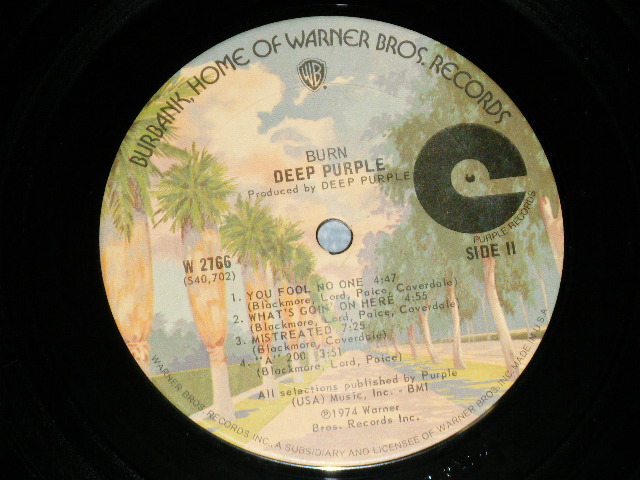 BURBANK, HOME OF WARNER BROS. RECORDS
WB
BURN
DEEP PURPLE
Produced by DEEP PURPLE
PURPLE RECORDS
SIDE II
W 2766
(S40,702)
1. YOU FOOL NO ONE 4:47
(Blackmore, Lord, Paice, Coverdale)
2. WHAT'S GOIN' ON HERE 4:55
(Blackmore, Lord, Paice, Coverdale)
3. MISTREATED 7:25
(Blackmore, Coverdale)
4. "A" 200 3:51
(Blackmore, Lord, Paice)
All selections published by Purple
(USA) Music, Inc. - BMI
℗1974 Warner
Bros. Records Inc.
WARNER BROS. RECORDS INC., A SUBSIDIARY AND LICENSEE OF WARNER BROS. INC. MADE IN U.S.A.